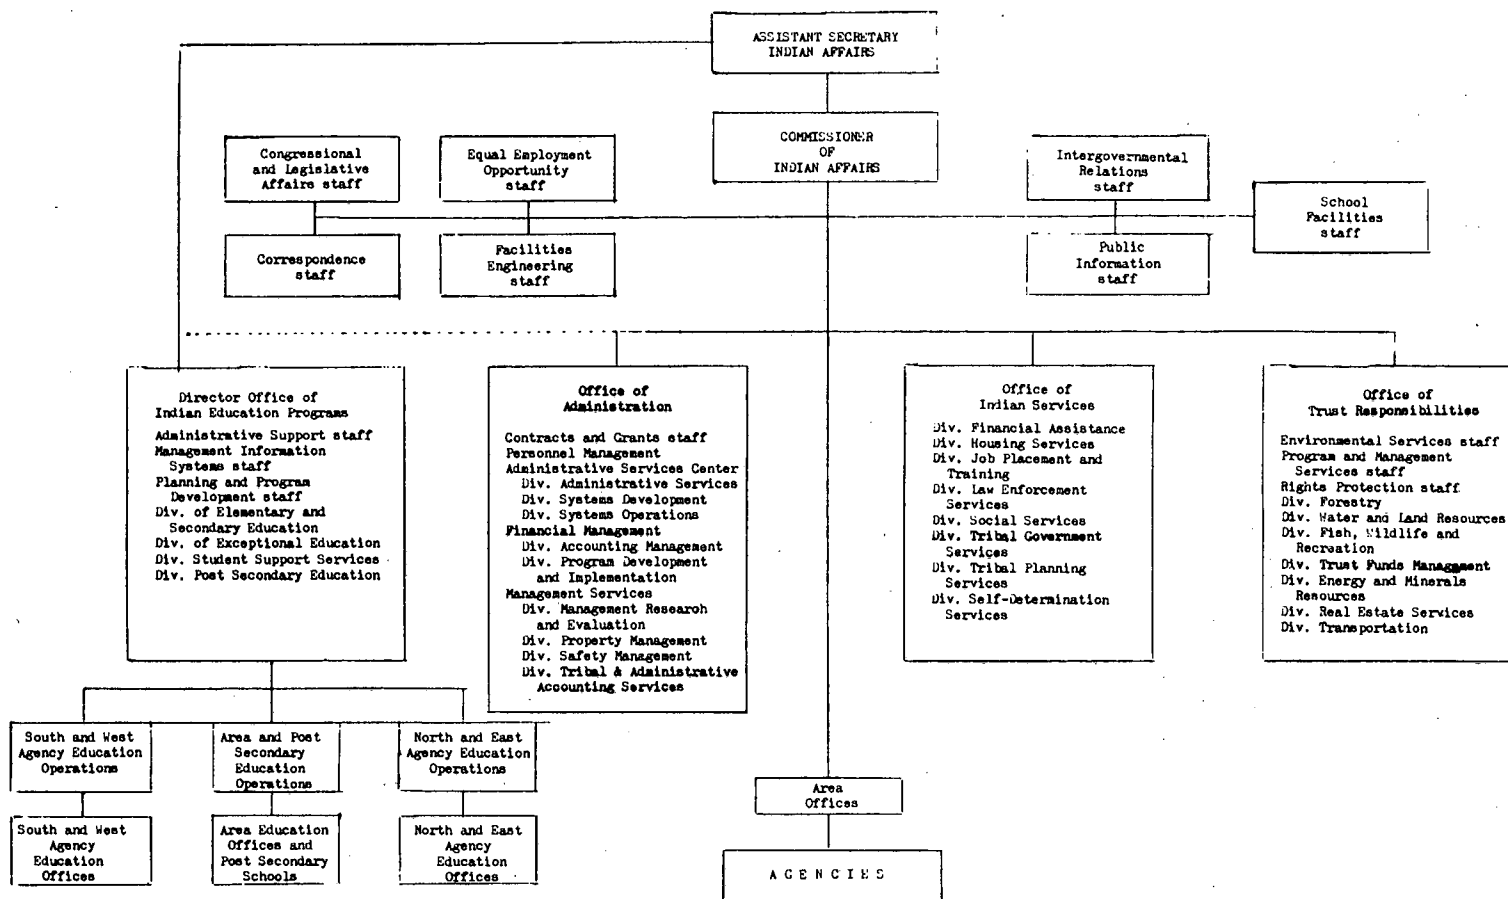 ASSISTANT SECRETARY
INDIAN AFFAIRS
COMMISSIONER
OF
INDIAN AFFAIRS
Congressional
and Legislative
Affairs staff
Equal Employment
Opportunity
staff
Intergovernmental
Relations
staff
School
Facilities
staff
Correspondence
staff
Facilities
Engineering
staff
Public
Information
staff
Director Office of
Indian Education Programs
Administrative Support staff
Management Information
Systems staff
Planning and Program
Development staff
Div. of Elementary and
Secondary Education
Div. of Exceptional Education
Div. Student Support Services
Div. Post Secondary Education
Office of
Administration
Contracts and Grants staff
Personnel Management
Administrative Services Center
Div. Administrative Services
Div. Systems Development
Div. Systems Operations
Financial Management
Div. Accounting Management
Div. Program Development
and Implementation
Management Services
Div. Management Research
and Evaluation
Div. Property Management
Div. Safety Management
Div. Tribal & Administrative
Accounting Services
Office of
Indian Services
Div. Financial Assistance
Div. Housing Services
Div. Job Placement and
Training
Div. Law Enforcement
Services
Div. Social Services
Div. Tribal Government
Services
Div. Tribal Planning
Services
Div. Self-Determination
Services
Office of
Trust Responsibilities
Environmental Services staff
Program and Management
Services staff
Rights Protection staff
Div. Forestry
Div. Water and Land Resources
Div. Fish, Wildlife and
Recreation
Div. Trust Funds Management
Div. Energy and Minerals
Resources
Div. Real Estate Services
Div. Transportation
South and West
Agency Education
Operations
Area and Post
Secondary
Education
Operations
North and East
Agency Education
Operations
South and West
Agency
Education
Offices
Area Education
Offices and
Post Secondary
Schools
North and East
Agency
Education
Offices
Area
Offices
AGENCIES